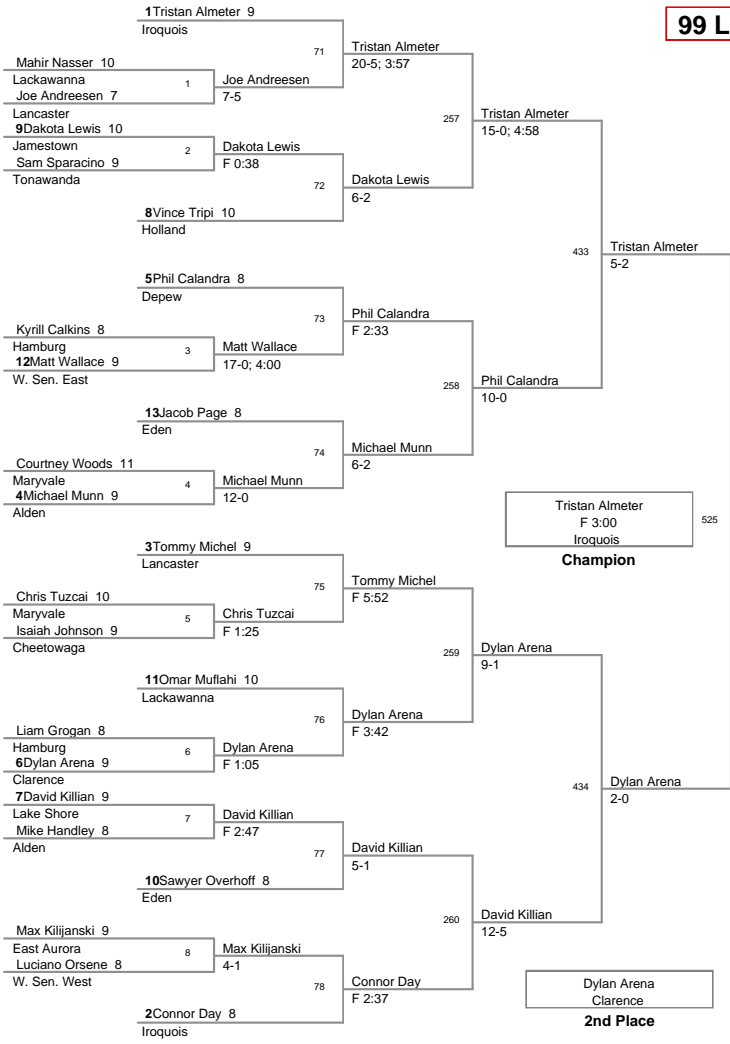 99 L
1Tristan Almeter 9
Iroquois
71
Tristan Almeter
20-5; 3:57
Mahir Nasser 10
Lackawanna
1
Joe Andreesen
Joe Andreesen 7
7-5
Lancaster
257
Tristan Almeter
15-0; 4:58
9Dakota Lewis 10
Jamestown
2
Dakota Lewis
Sam Sparacino 9
F 0:38
Tonawanda
72
Dakota Lewis
6-2
8Vince Tripi 10
Holland
433
Tristan Almeter
5-2
5Phil Calandra 8
Depew
73
Phil Calandra
F 2:33
Kyrill Calkins 8
Hamburg
3
Matt Wallace
12Matt Wallace 9
17-0; 4:00
W. Sen. East
258
Phil Calandra
10-0
13Jacob Page 8
Eden
74
Michael Munn
6-2
Courtney Woods 11
Maryvale
4
Michael Munn
4Michael Munn 9
12-0
Alden
Tristan Almeter
F 3:00
Iroquois
525
Champion
3Tommy Michel 9
Lancaster
75
Tommy Michel
F 5:52
Chris Tuzcai 10
Maryvale
5
Chris Tuzcai
Isaiah Johnson 9
F 1:25
Cheetowaga
259
Dylan Arena
9-1
11Omar Muflahi 10
Lackawanna
76
Dylan Arena
F 3:42
Liam Grogan 8
Hamburg
6
Dylan Arena
6Dylan Arena 9
F 1:05
Clarence
434
Dylan Arena
2-0
7David Killian 9
Lake Shore
7
David Killian
Mike Handley 8
F 2:47
Alden
77
David Killian
5-1
10Sawyer Overhoff 8
Eden
260
David Killian
12-5
Max Kilijanski 9
East Aurora
8
Max Kilijanski
Luciano Orsene 8
4-1
W. Sen. West
78
Connor Day
F 2:37
2Connor Day 8
Iroquois
Dylan Arena
Clarence
2nd Place